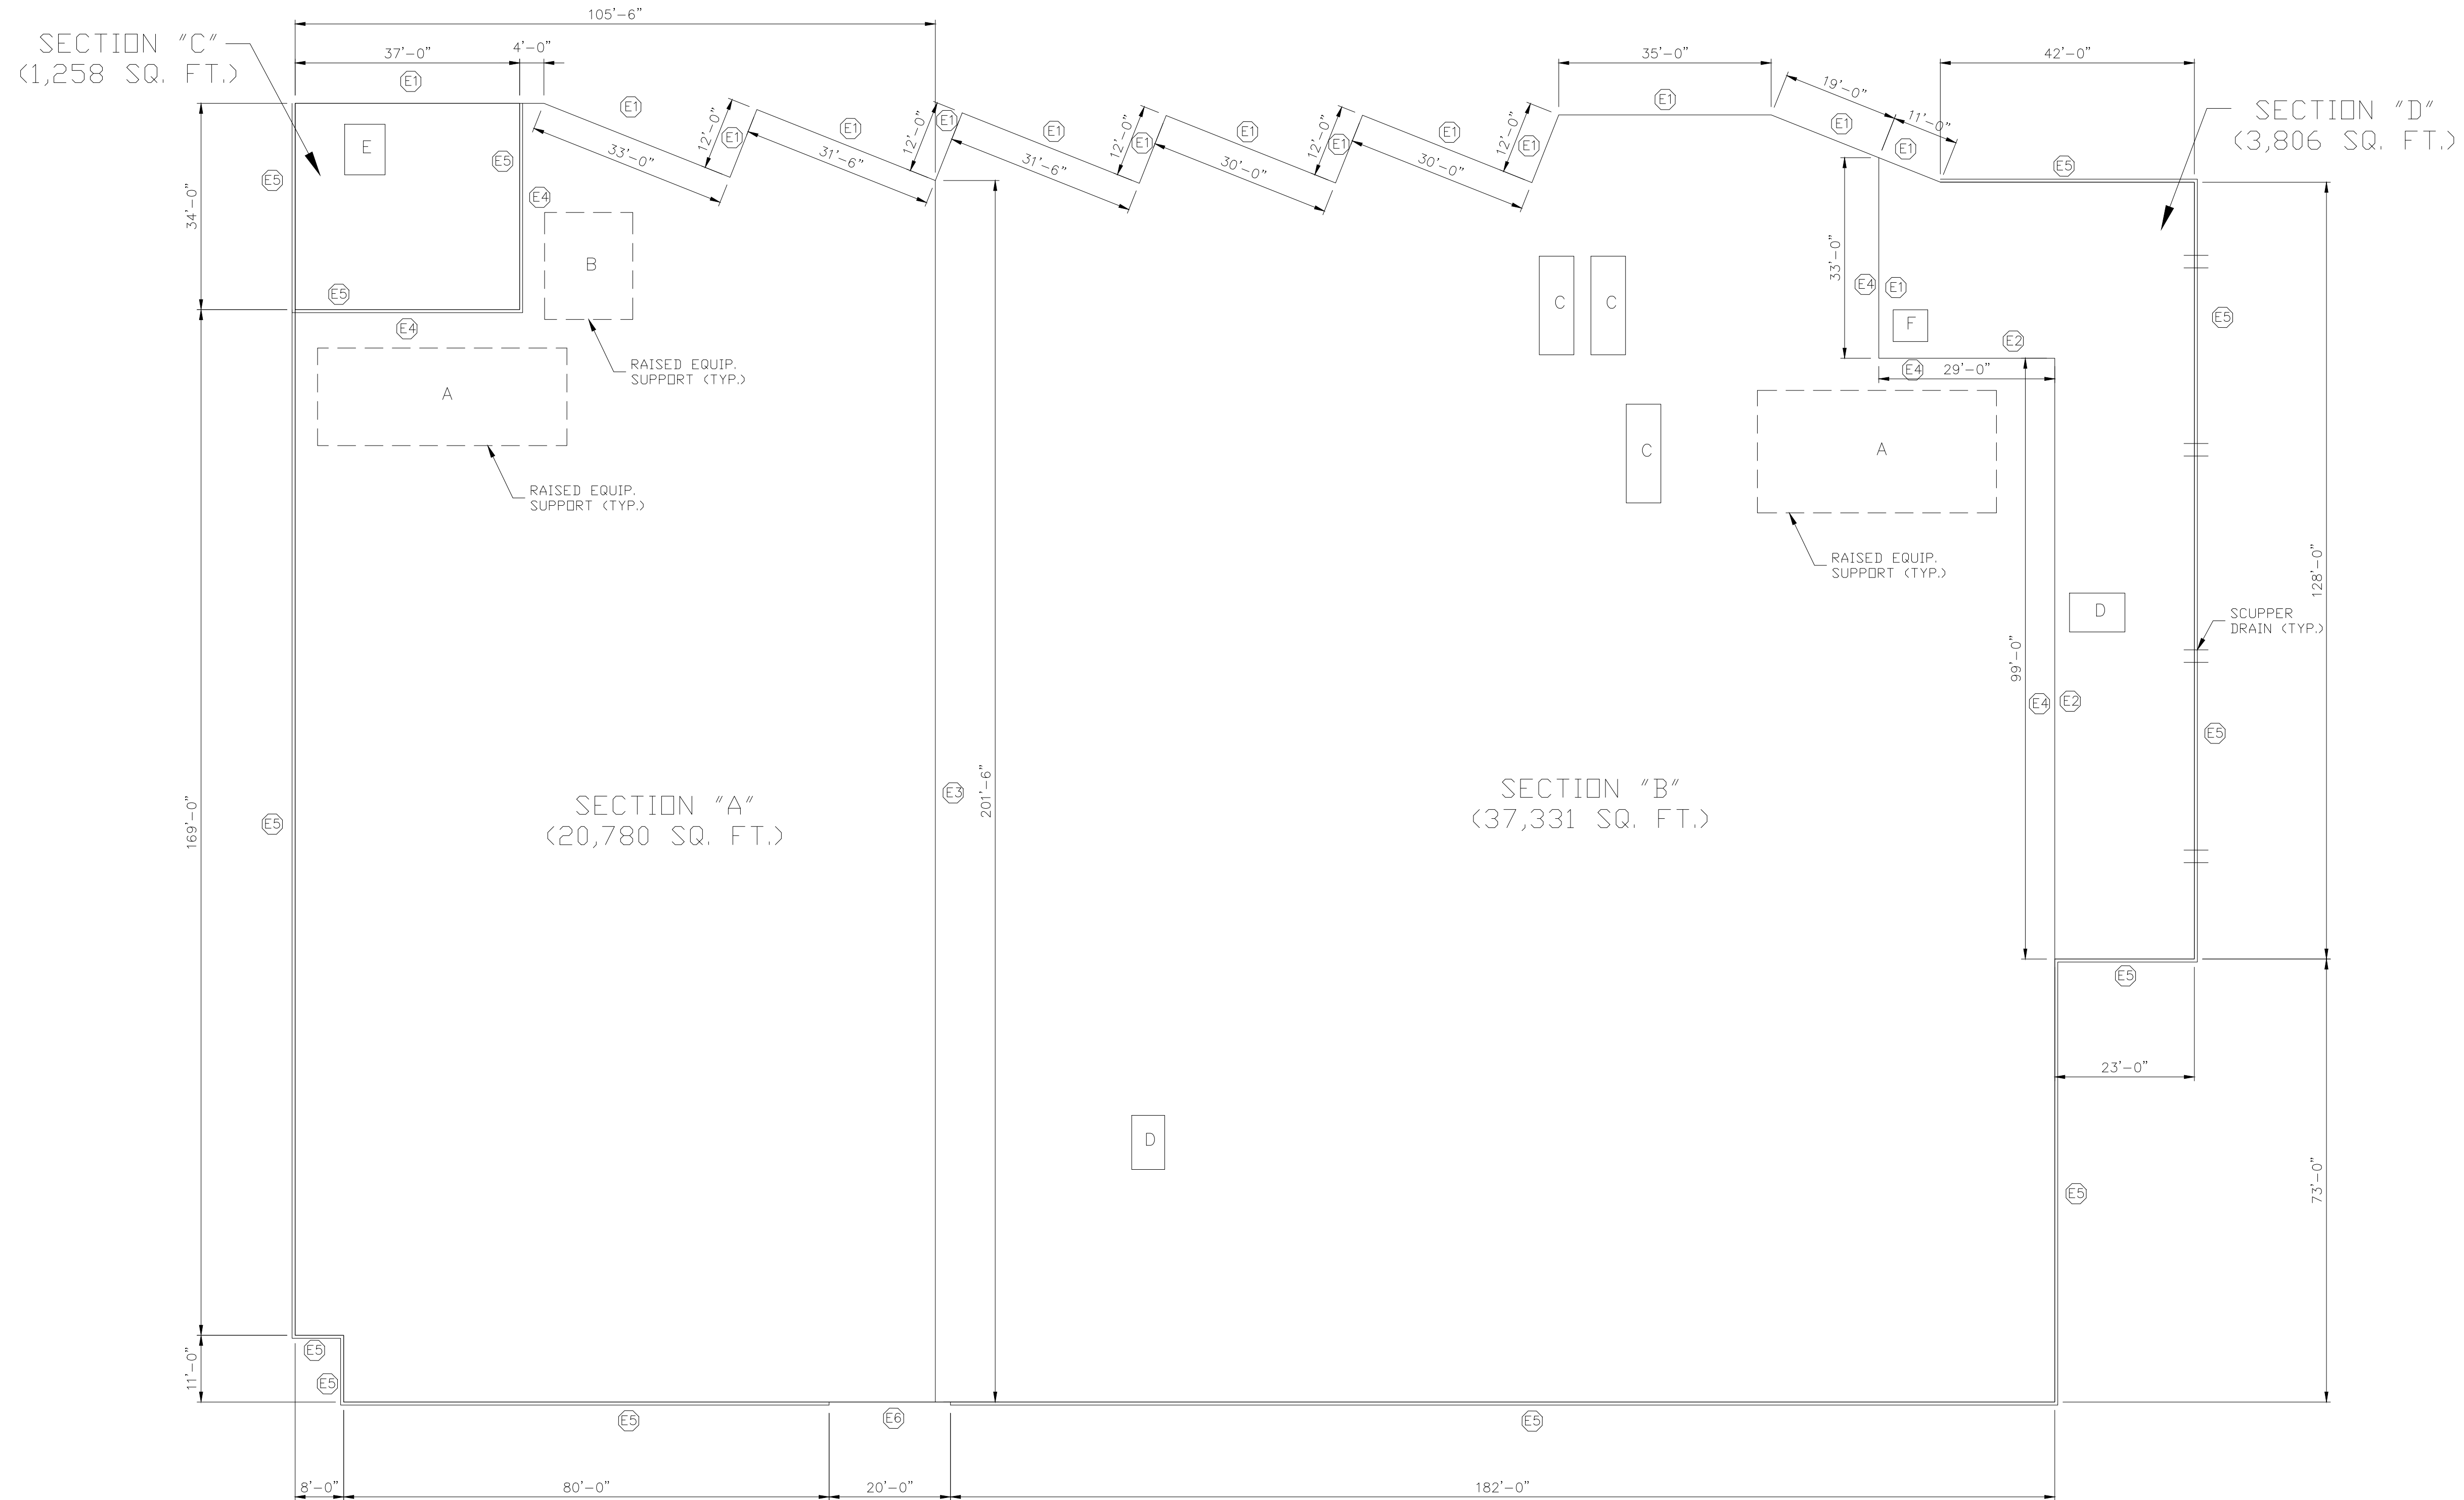 105'-6"
SECTION "C"
(1,258 SQ. FT.)
37'-0"
4'-0"
35'-0"
42'-0"
SECTION "D"
(3,806 SQ. FT.)
E1
E1
E1
E1
E1
E1
E1
E1
E1
E1
E1
E1
E1
E1
12'-0"
12'-0"
12'-0"
12'-0"
12'-0"
19'-0"
11'-0"
33'-0"
31'-6"
31'-6"
30'-0"
30'-0"
E
E5
E5
E4
E5
34'-0"
B
E5
E4
RAISED EQUIP.
SUPPORT (TYP.)
A
RAISED EQUIP.
SUPPORT (TYP.)
C
C
C
33'-0"
E4
E1
F
E2
E4
29'-0"
A
RAISED EQUIP.
SUPPORT (TYP.)
E5
128'-0"
D
SCUPPER
DRAIN (TYP.)
99'-0"
E4
E2
E5
169'-0"
E5
SECTION "A"
(20,780 SQ. FT.)
E3
201'-6"
SECTION "B"
(37,331 SQ. FT.)
E5
23'-0"
D
E5
73'-0"
11'-0"
E5
E5
E5
E6
E5
8'-0"
80'-0"
20'-0"
182'-0"